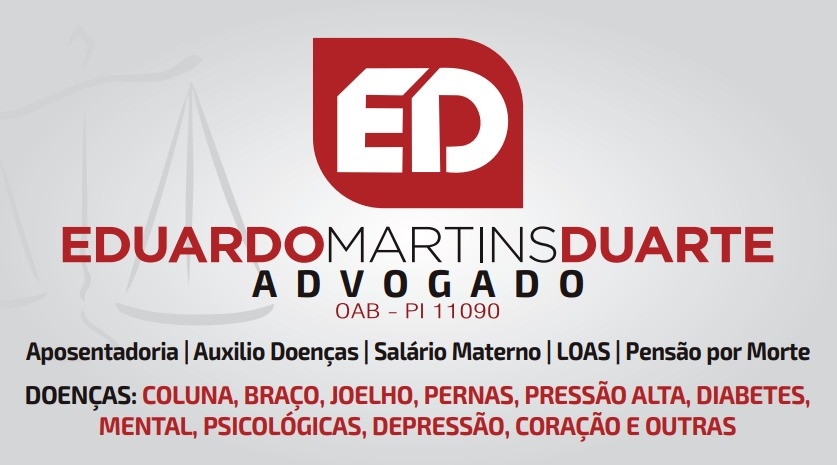 ED
EDUARDOMARTINSDUARTE
ADVOGADO
OAB - PI 11090
Aposentadoria | Auxilio Doenças | Salário Materno | LOAS | Pensão por Morte
DOENÇAS: COLUNA, BRAÇO, JOELHO, PERNAS, PRESSÃO ALTA, DIABETES,
MENTAL, PSICOLÓGICAS, DEPRESSÃO, CORAÇÃO E OUTRAS